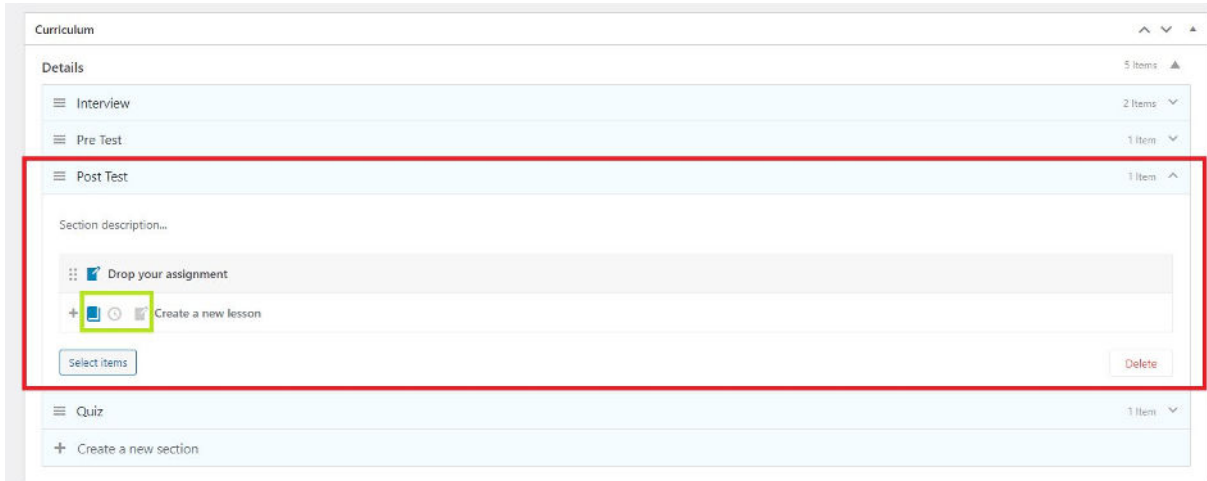 Curriculum
Details 5 Items
Interview 2 Items
Pre Test 1 Item
Post Test 1 Item
Section description...
Drop your assignment
Create a new lesson
Select items Delete
Quiz 1 Item
Create a new section